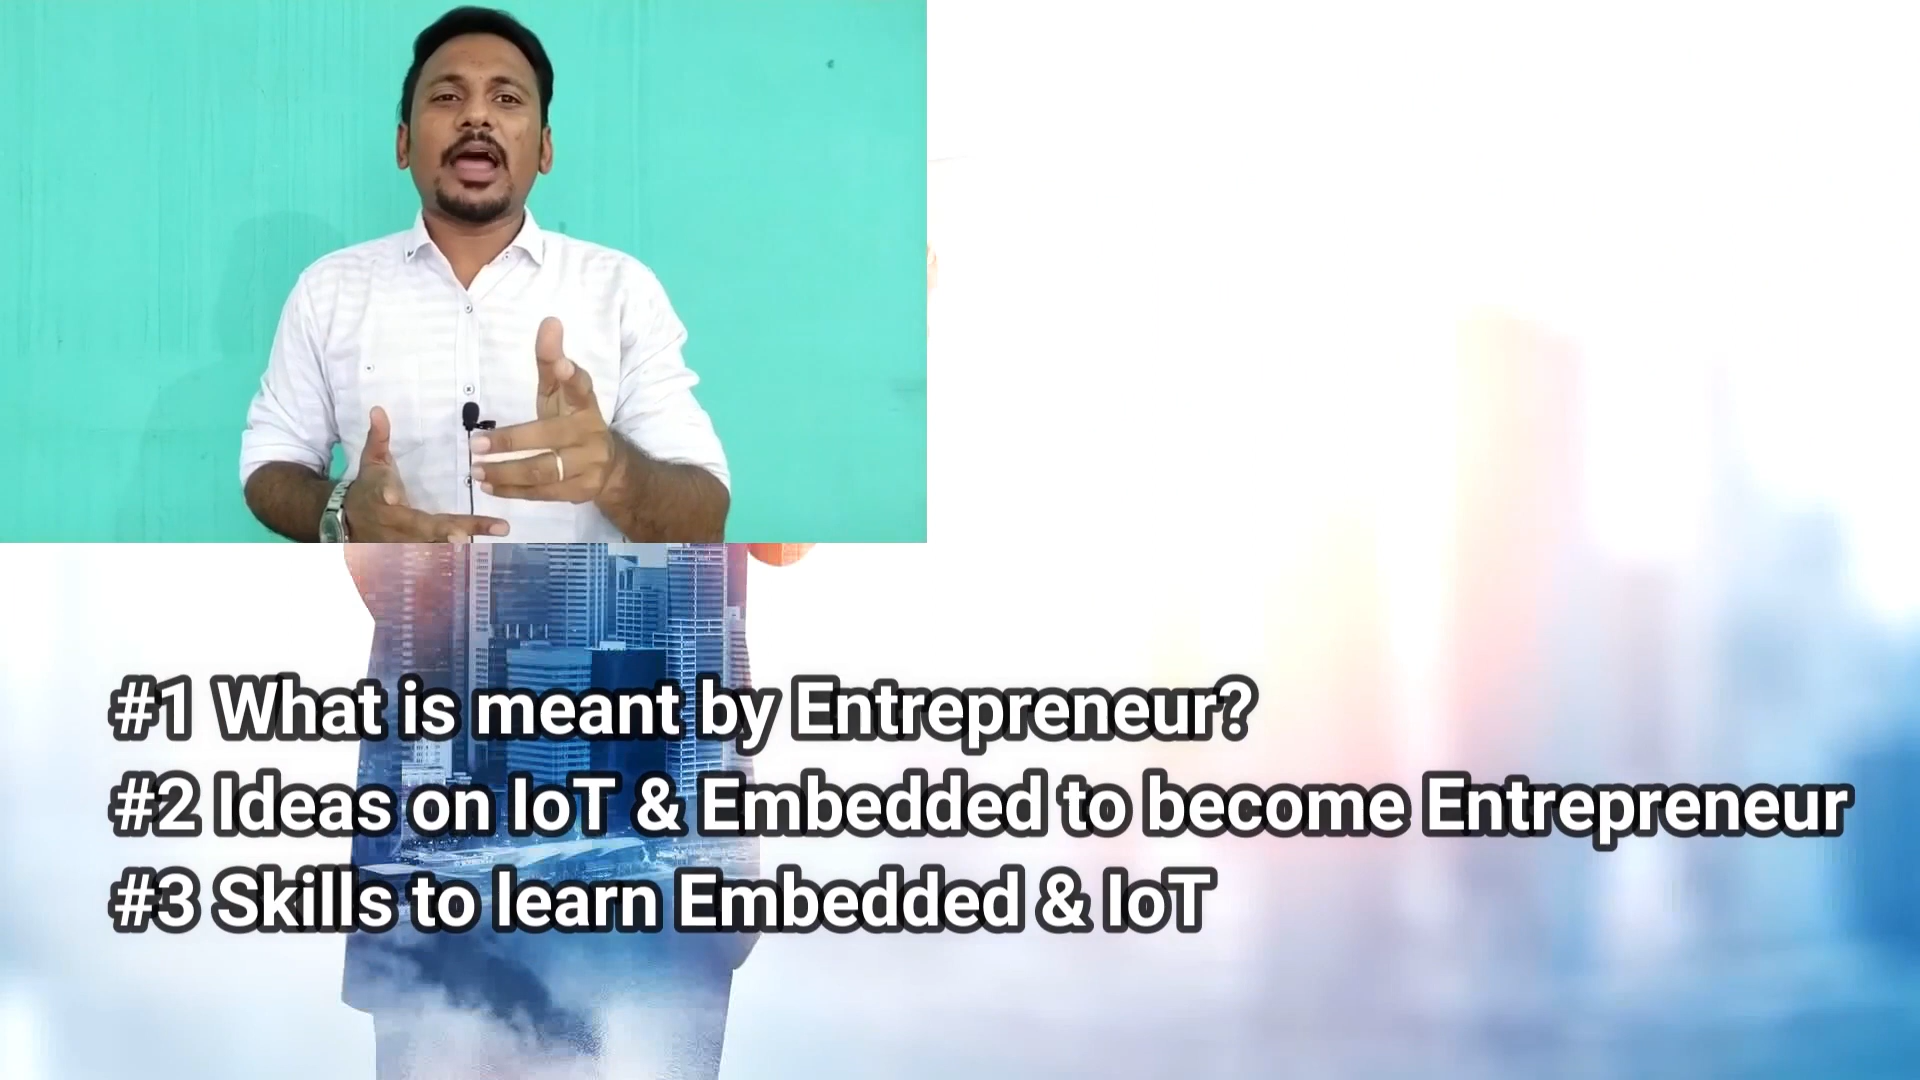 #1 What is meant by Entrepreneur?
#2 Ideas on IoT & Embedded to become Entrepreneur
#3 Skills to learn Embedded & IoT